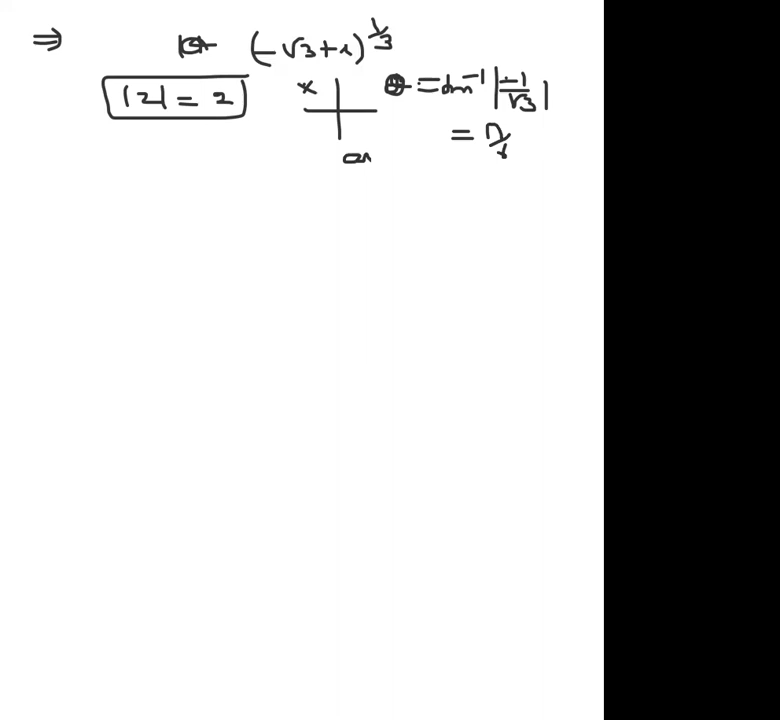 ⇒ (-√3+i)^1/3
|z| = 2 x θ = tan⁻¹ |-1/√3|
= π/6